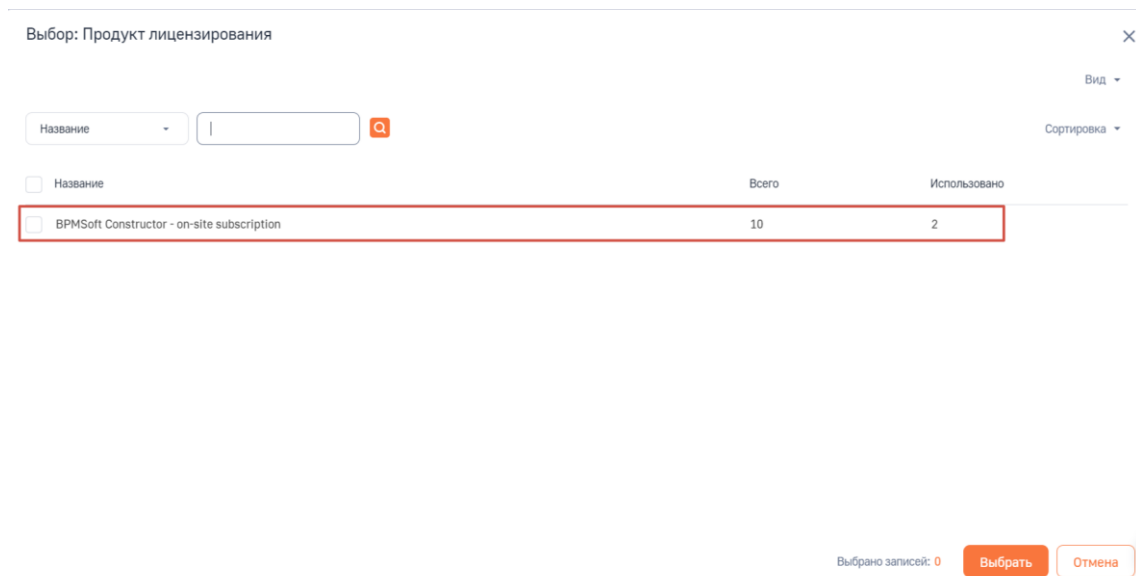 Выбор: Продукт лицензирования
Вид
Название
Сортировка
Название Всего Использовано
BPMSoft Constructor - on-site subscription 10 2
Выбрано записей: 0 Выбрать Отмена